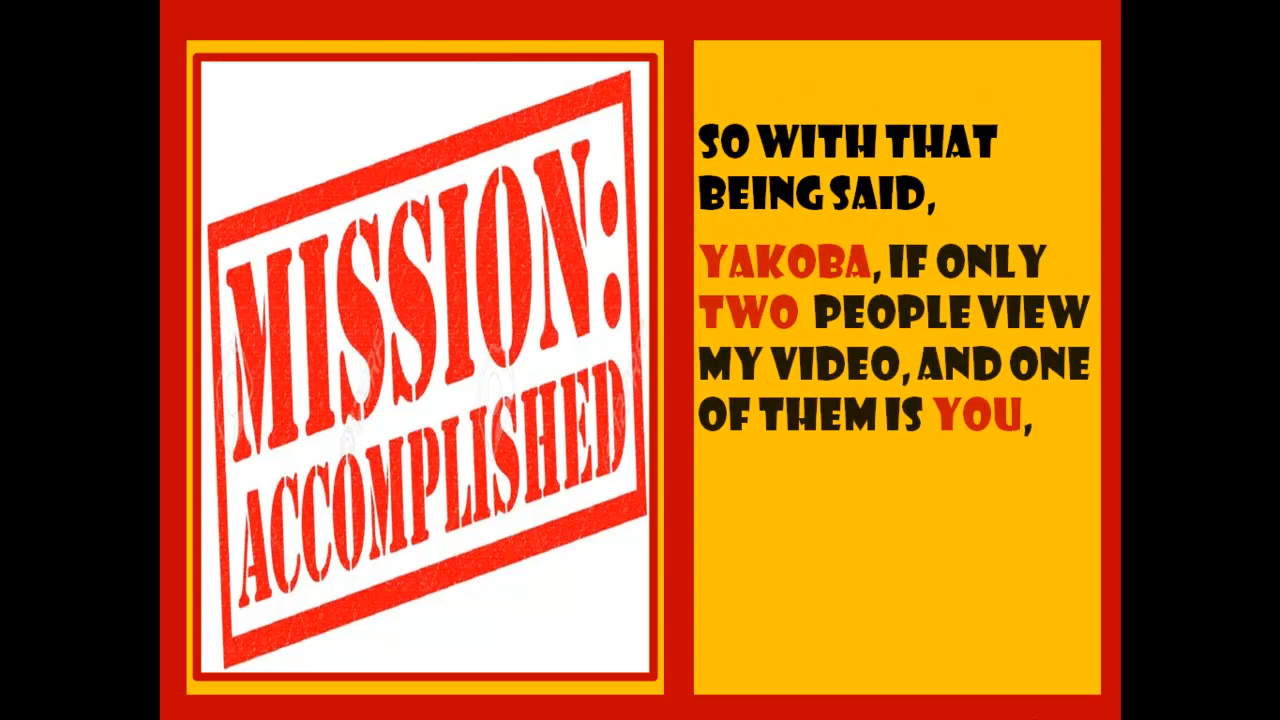 MISSION:
ACCOMPLISHED
SO WITH THAT
BEING SAID,
YAKOBA, IF ONLY
TWO PEOPLE VIEW
MY VIDEO, AND ONE
OF THEM IS YOU,